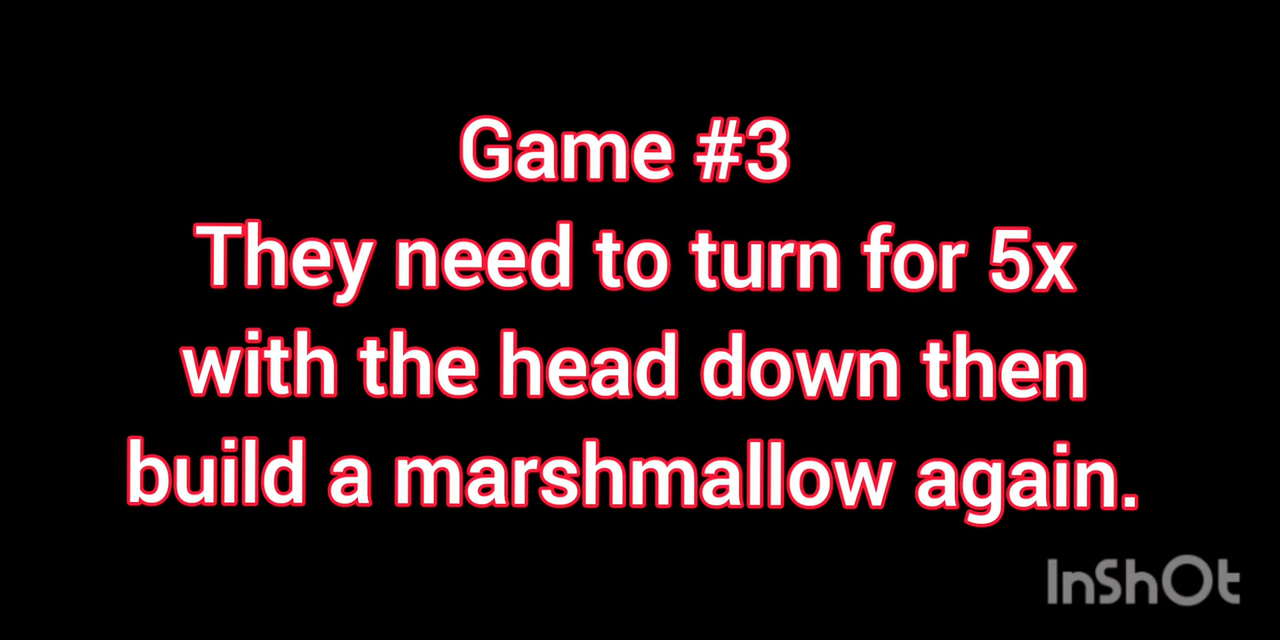 Game #3
They need to turn for 5x
with the head down then
build a marshmallow again.
InShOt